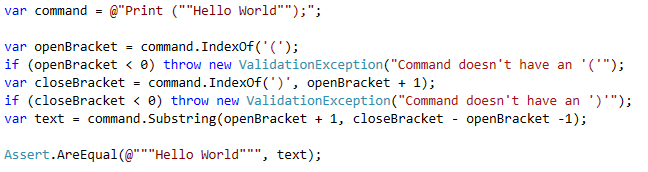 var command = @"Print (""Hello World"");";
var openBracket = command.IndexOf('(');
if (openBracket < 0) throw new ValidationException("Command doesn't have an '('");
var closeBracket = command.IndexOf(')', openBracket + 1);
if (closeBracket < 0) throw new ValidationException("Command doesn't have an ')'");
var text = command.Substring(openBracket + 1, closeBracket - openBracket -1);
Assert.AreEqual(@"""Hello World""", text);